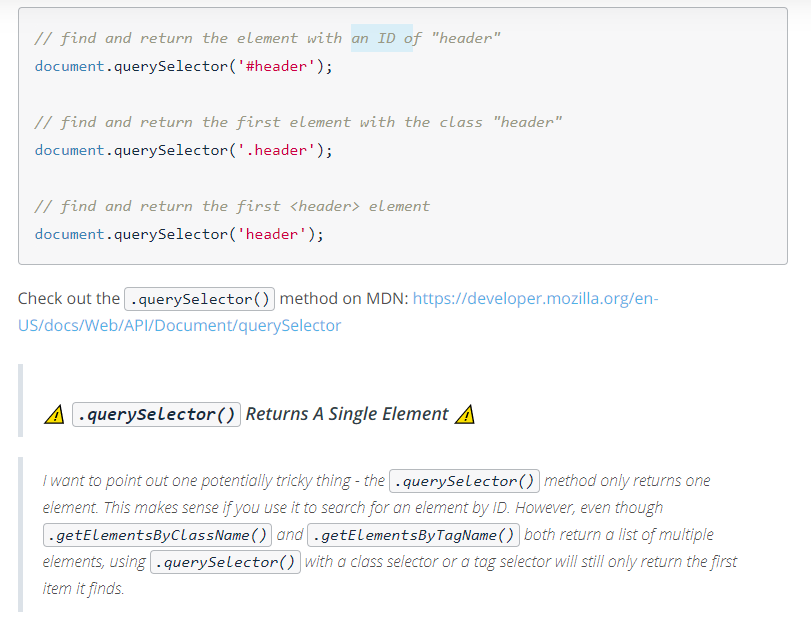 // find and return the element with an ID of "header"
document.querySelector('#header');
// find and return the first element with the class "header"
document.querySelector('.header');
// find and return the first <header> element
document.querySelector('header');
Check out the .querySelector() method on MDN: https://developer.mozilla.org/en-
US/docs/Web/API/Document/querySelector
.querySelector() Returns A Single Element
I want to point out one potentially tricky thing - the .querySelector() method only returns one
element. This makes sense if you use it to search for an element by ID. However, even though
.getElementsByClassName() and .getElementsByTagName() both return a list of multiple
elements, using .querySelector() with a class selector or a tag selector will still only return the first
item it finds.